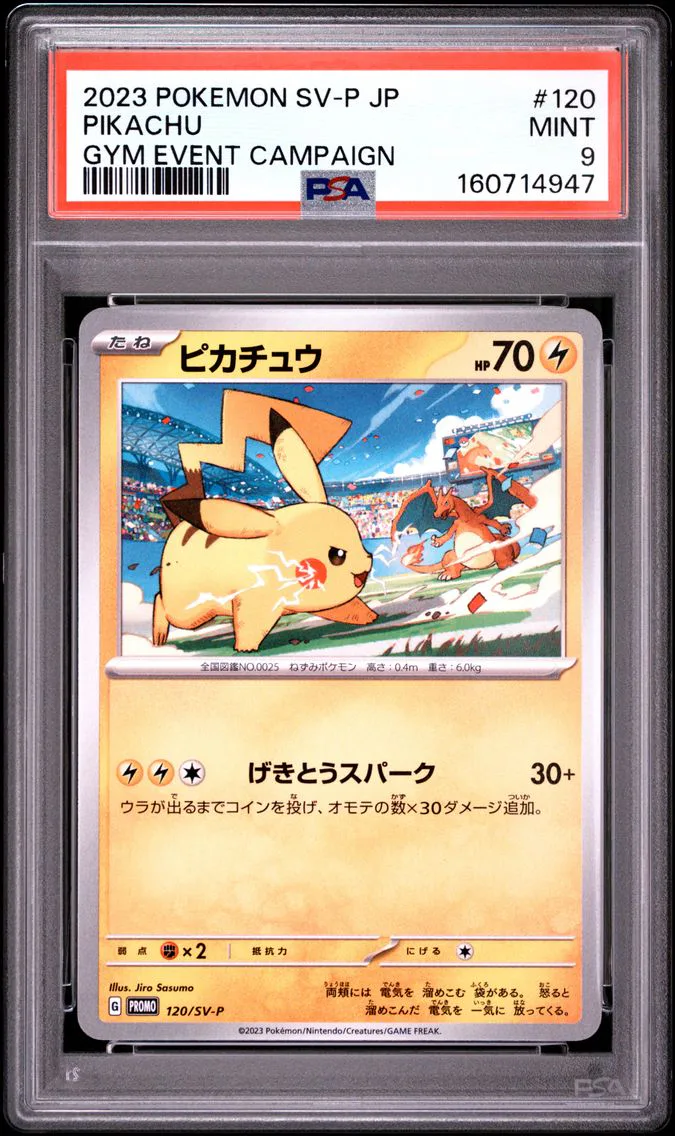 2023 POKEMON SV-P JP #120
PIKACHU MINT
GYM EVENT CAMPAIGN 9
PSA 160714947
たね ピカチュウ HP70
全国図鑑NO.0025 ねずみポケモン 高さ:0.4m 重さ:6.0kg
げきとうスパーク 30+
ウラが出るまでコインを投げ、オモテの数×30ダメージ追加。
弱点 ×2 抵抗力 にげる
Illus. Jiro Sasumo
両頬には 電気を 溜めこむ 袋がある。 怒ると
溜めこんだ 電気を 一気に 放ってくる。
G PROMO 120/SV-P
©2023 Pokémon/Nintendo/Creatures/GAME FREAK.
PSA